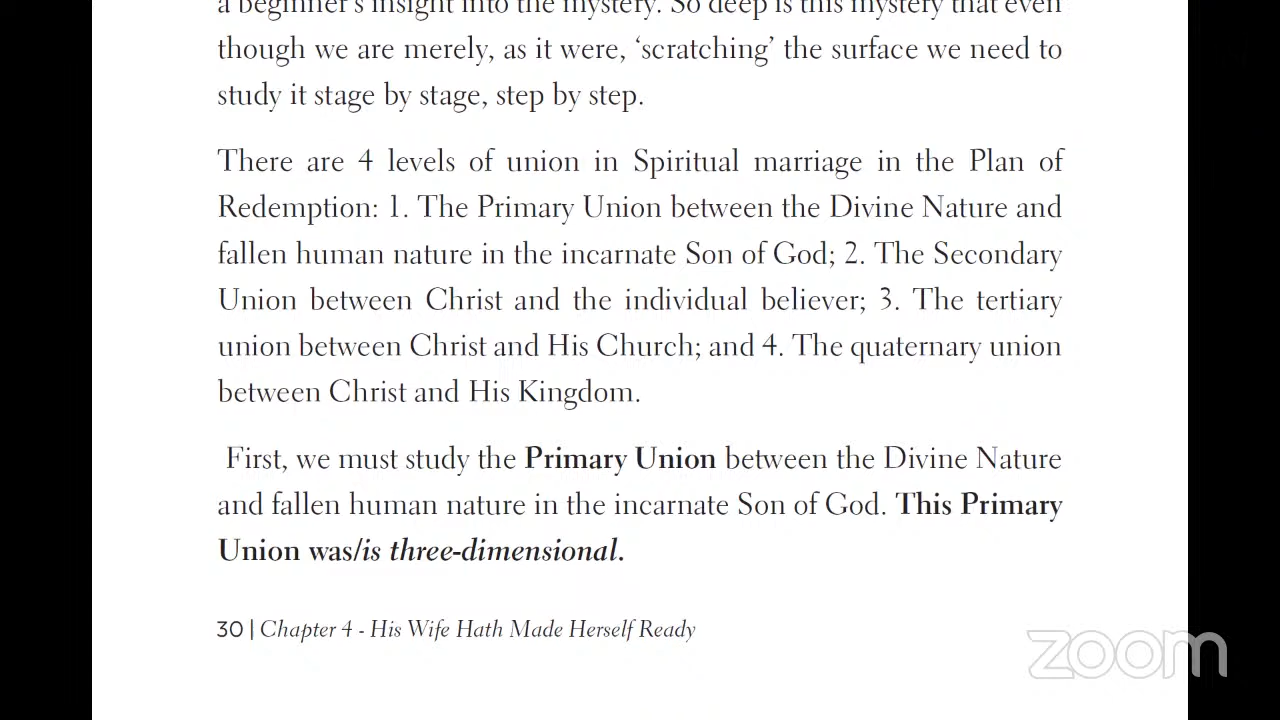 a beginner's insight into the mystery. So deep is this mystery that even
though we are merely, as it were, ‘scratching’ the surface we need to
study it stage by stage, step by step.
There are 4 levels of union in Spiritual marriage in the Plan of
Redemption: 1. The Primary Union between the Divine Nature and
fallen human nature in the incarnate Son of God; 2. The Secondary
Union between Christ and the individual believer; 3. The tertiary
union between Christ and His Church; and 4. The quaternary union
between Christ and His Kingdom.
First, we must study the Primary Union between the Divine Nature
and fallen human nature in the incarnate Son of God. This Primary
Union was/is three-dimensional.
30 | Chapter 4 - His Wife Hath Made Herself Ready
zoom